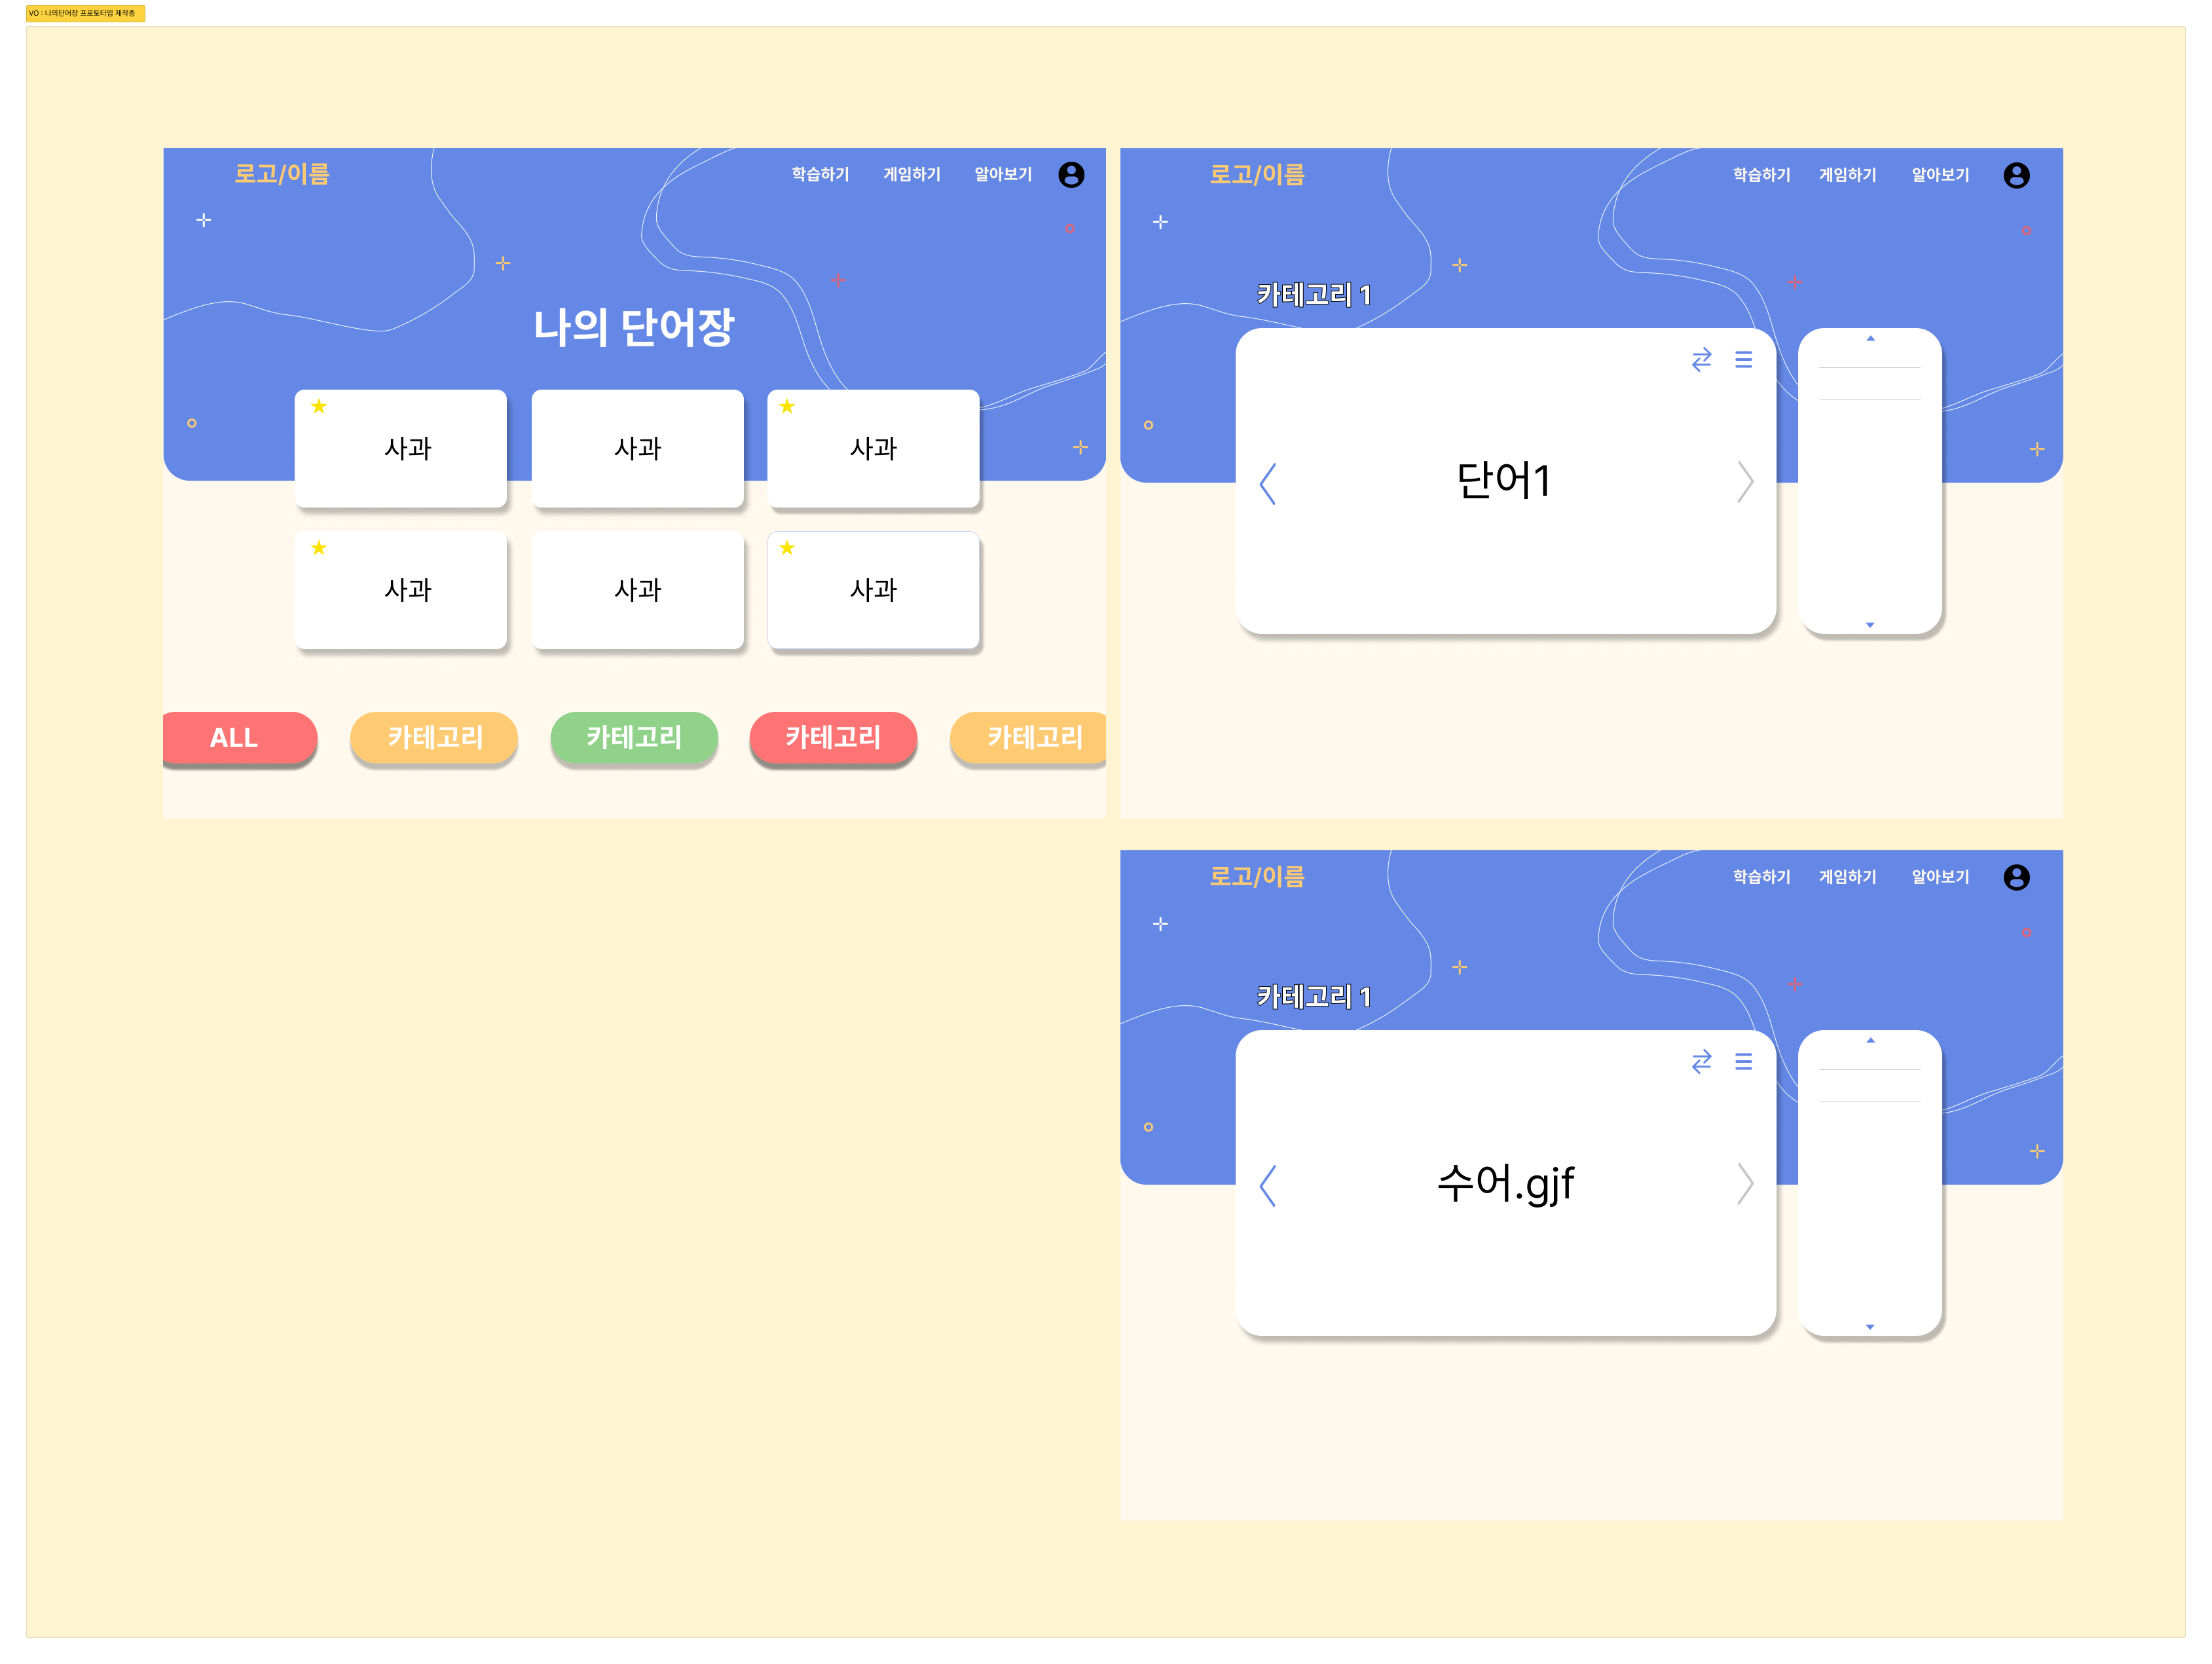 VO : 나의단어장 프로토타입 제작중
로고/이름
학습하기 게임하기 알아보기
나의 단어장
사과 사과 사과
사과 사과 사과
ALL 카테고리 카테고리 카테고리 카테고리
로고/이름
학습하기 게임하기 알아보기
카테고리 1
단어1
로고/이름
학습하기 게임하기 알아보기
카테고리 1
수어.gjf